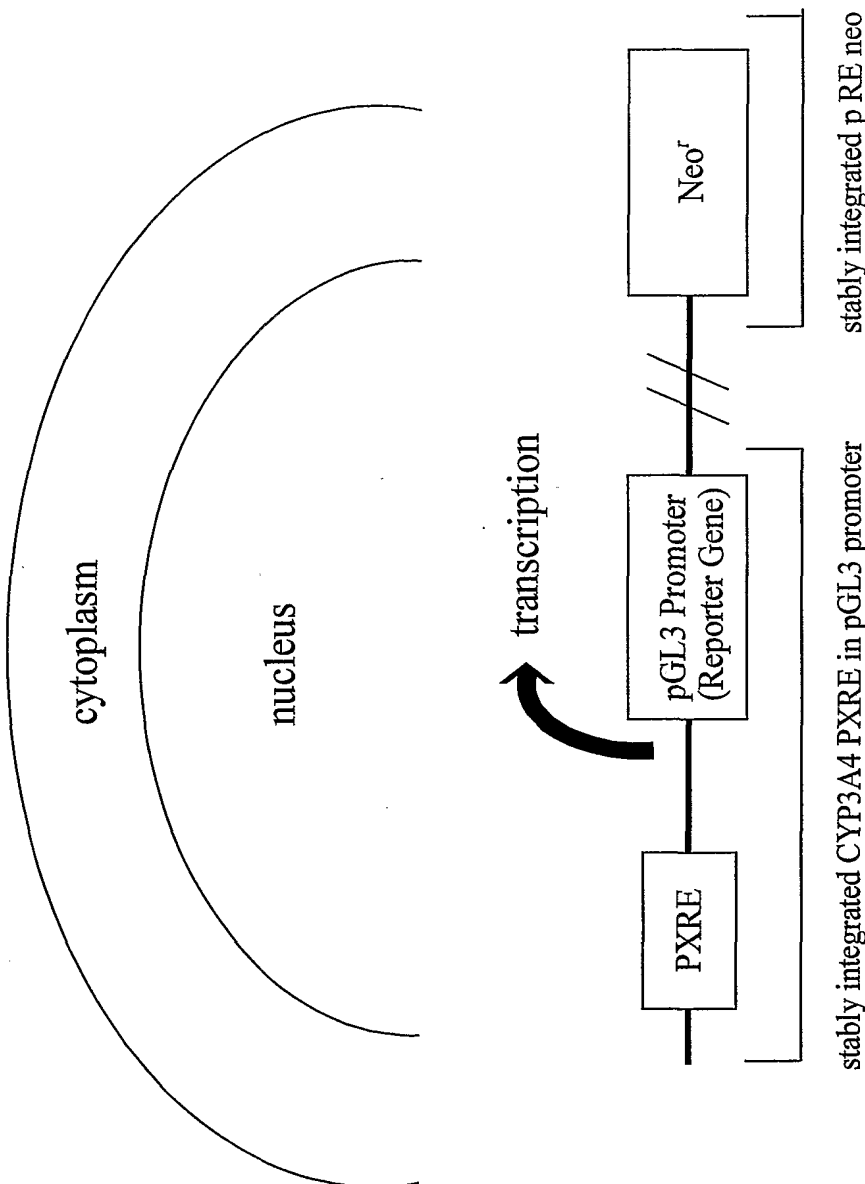 cytoplasm
nucleus
transcription
PXRE
pGL3 Promoter
(Reporter Gene)
Neoʳ
stably integrated CYP3A4 PXRE in pGL3 promoter
stably integrated p RE neo